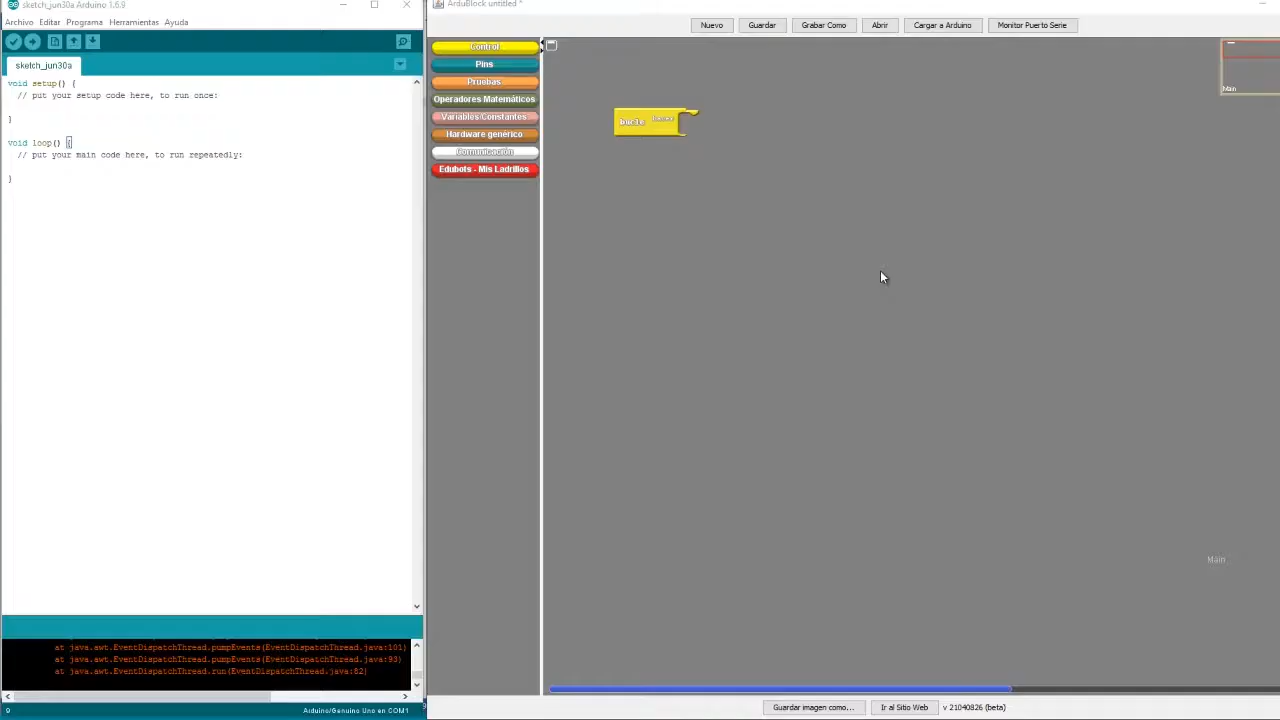 sketch_jun30a Arduino 1.6.9
Archivo Editar Programa Herramientas Ayuda
sketch_jun30a
void setup() {
// put your setup code here, to run once:
}
void loop() {
// put your main code here, to run repeatedly:
}
at java.awt.EventDispatchThread.pumpEvents(EventDispatchThread.java:101)
at java.awt.EventDispatchThread.pumpEvents(EventDispatchThread.java:93)
at java.awt.EventDispatchThread.run(EventDispatchThread.java:82)
9
Arduino/Genuino Uno en COM1
ArduBlock untitled *
Nuevo Guardar Grabar Como Abrir Cargar a Arduino Monitor Puerto Serie
Control
Pins
Pruebas
Operadores Matemáticos
Variables/Constantes
Hardware genérico
Comunicación
Edubots - Mis Ladrillos
bucle
Main
Main
Guardar imagen como... Ir al Sitio Web v 21040826 (beta)